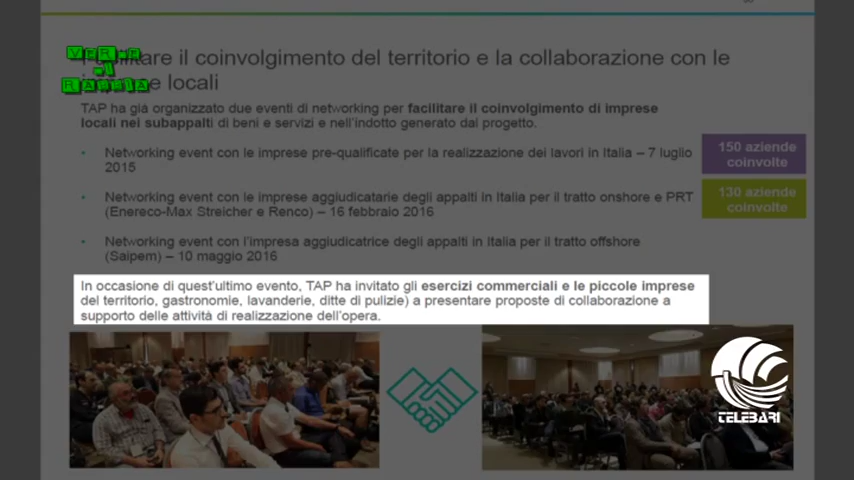 Facilitare il coinvolgimento del territorio e la collaborazione con le
imprese locali
VeR
el
RABBIA
TAP ha già organizzato due eventi di networking per facilitare il coinvolgimento di imprese
locali nei subappalti di beni e servizi e nell'indotto generato dal progetto.
• Networking event con le imprese pre-qualificate per la realizzazione dei lavori in Italia – 7 luglio
2015
150 aziende
coinvolte
• Networking event con le imprese aggiudicatarie degli appalti in Italia per il tratto onshore e PRT
(Enereco-Max Streicher e Renco) – 16 febbraio 2016
130 aziende
coinvolte
• Networking event con l'impresa aggiudicatrice degli appalti in Italia per il tratto offshore
(Saipem) – 10 maggio 2016
In occasione di quest'ultimo evento, TAP ha invitato gli esercizi commerciali e le piccole imprese
del territorio, gastronomie, lavanderie, ditte di pulizie) a presentare proposte di collaborazione a
supporto delle attività di realizzazione dell'opera.
TELEBARI